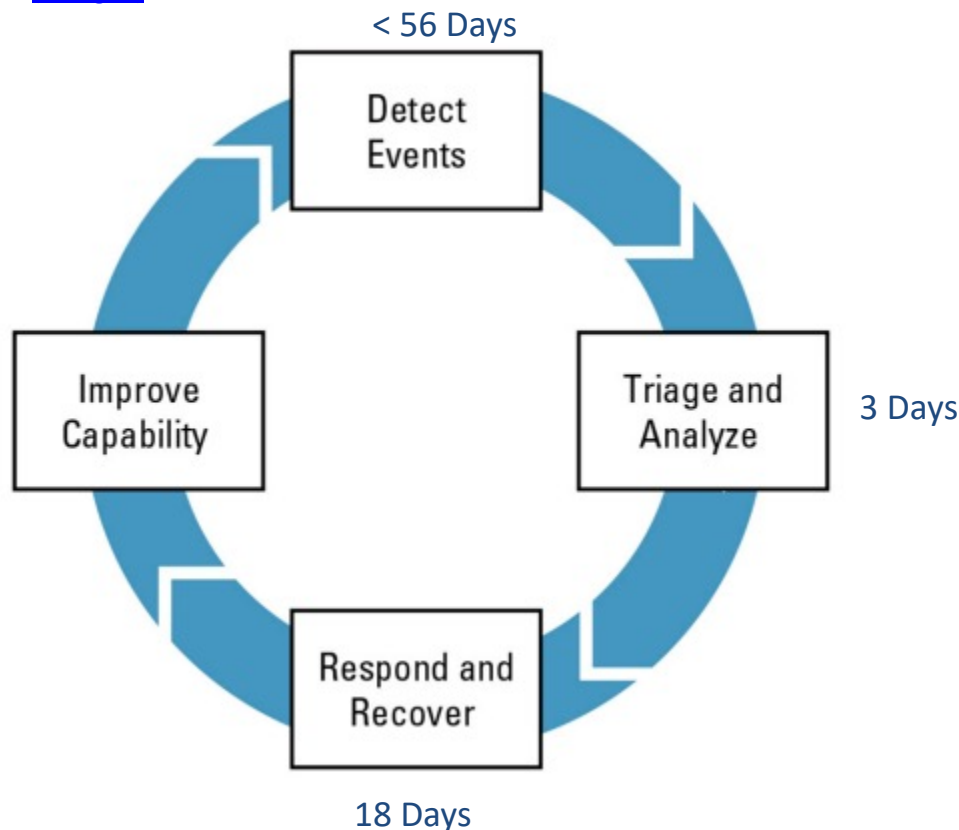 < 56 Days
Detect
Events
Improve
Capability
Triage and
Analyze
3 Days
Respond and
Recover
18 Days